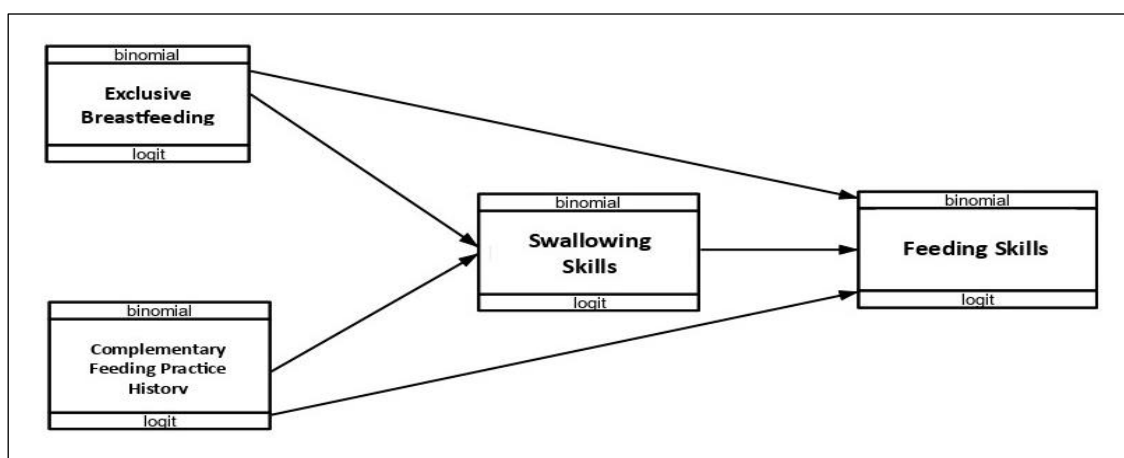 binomial
Exclusive
Breastfeeding
logit
binomial
Swallowing
Skills
logit
binomial
Feeding Skills
logit
binomial
Complementary
Feeding Practice
History
logit